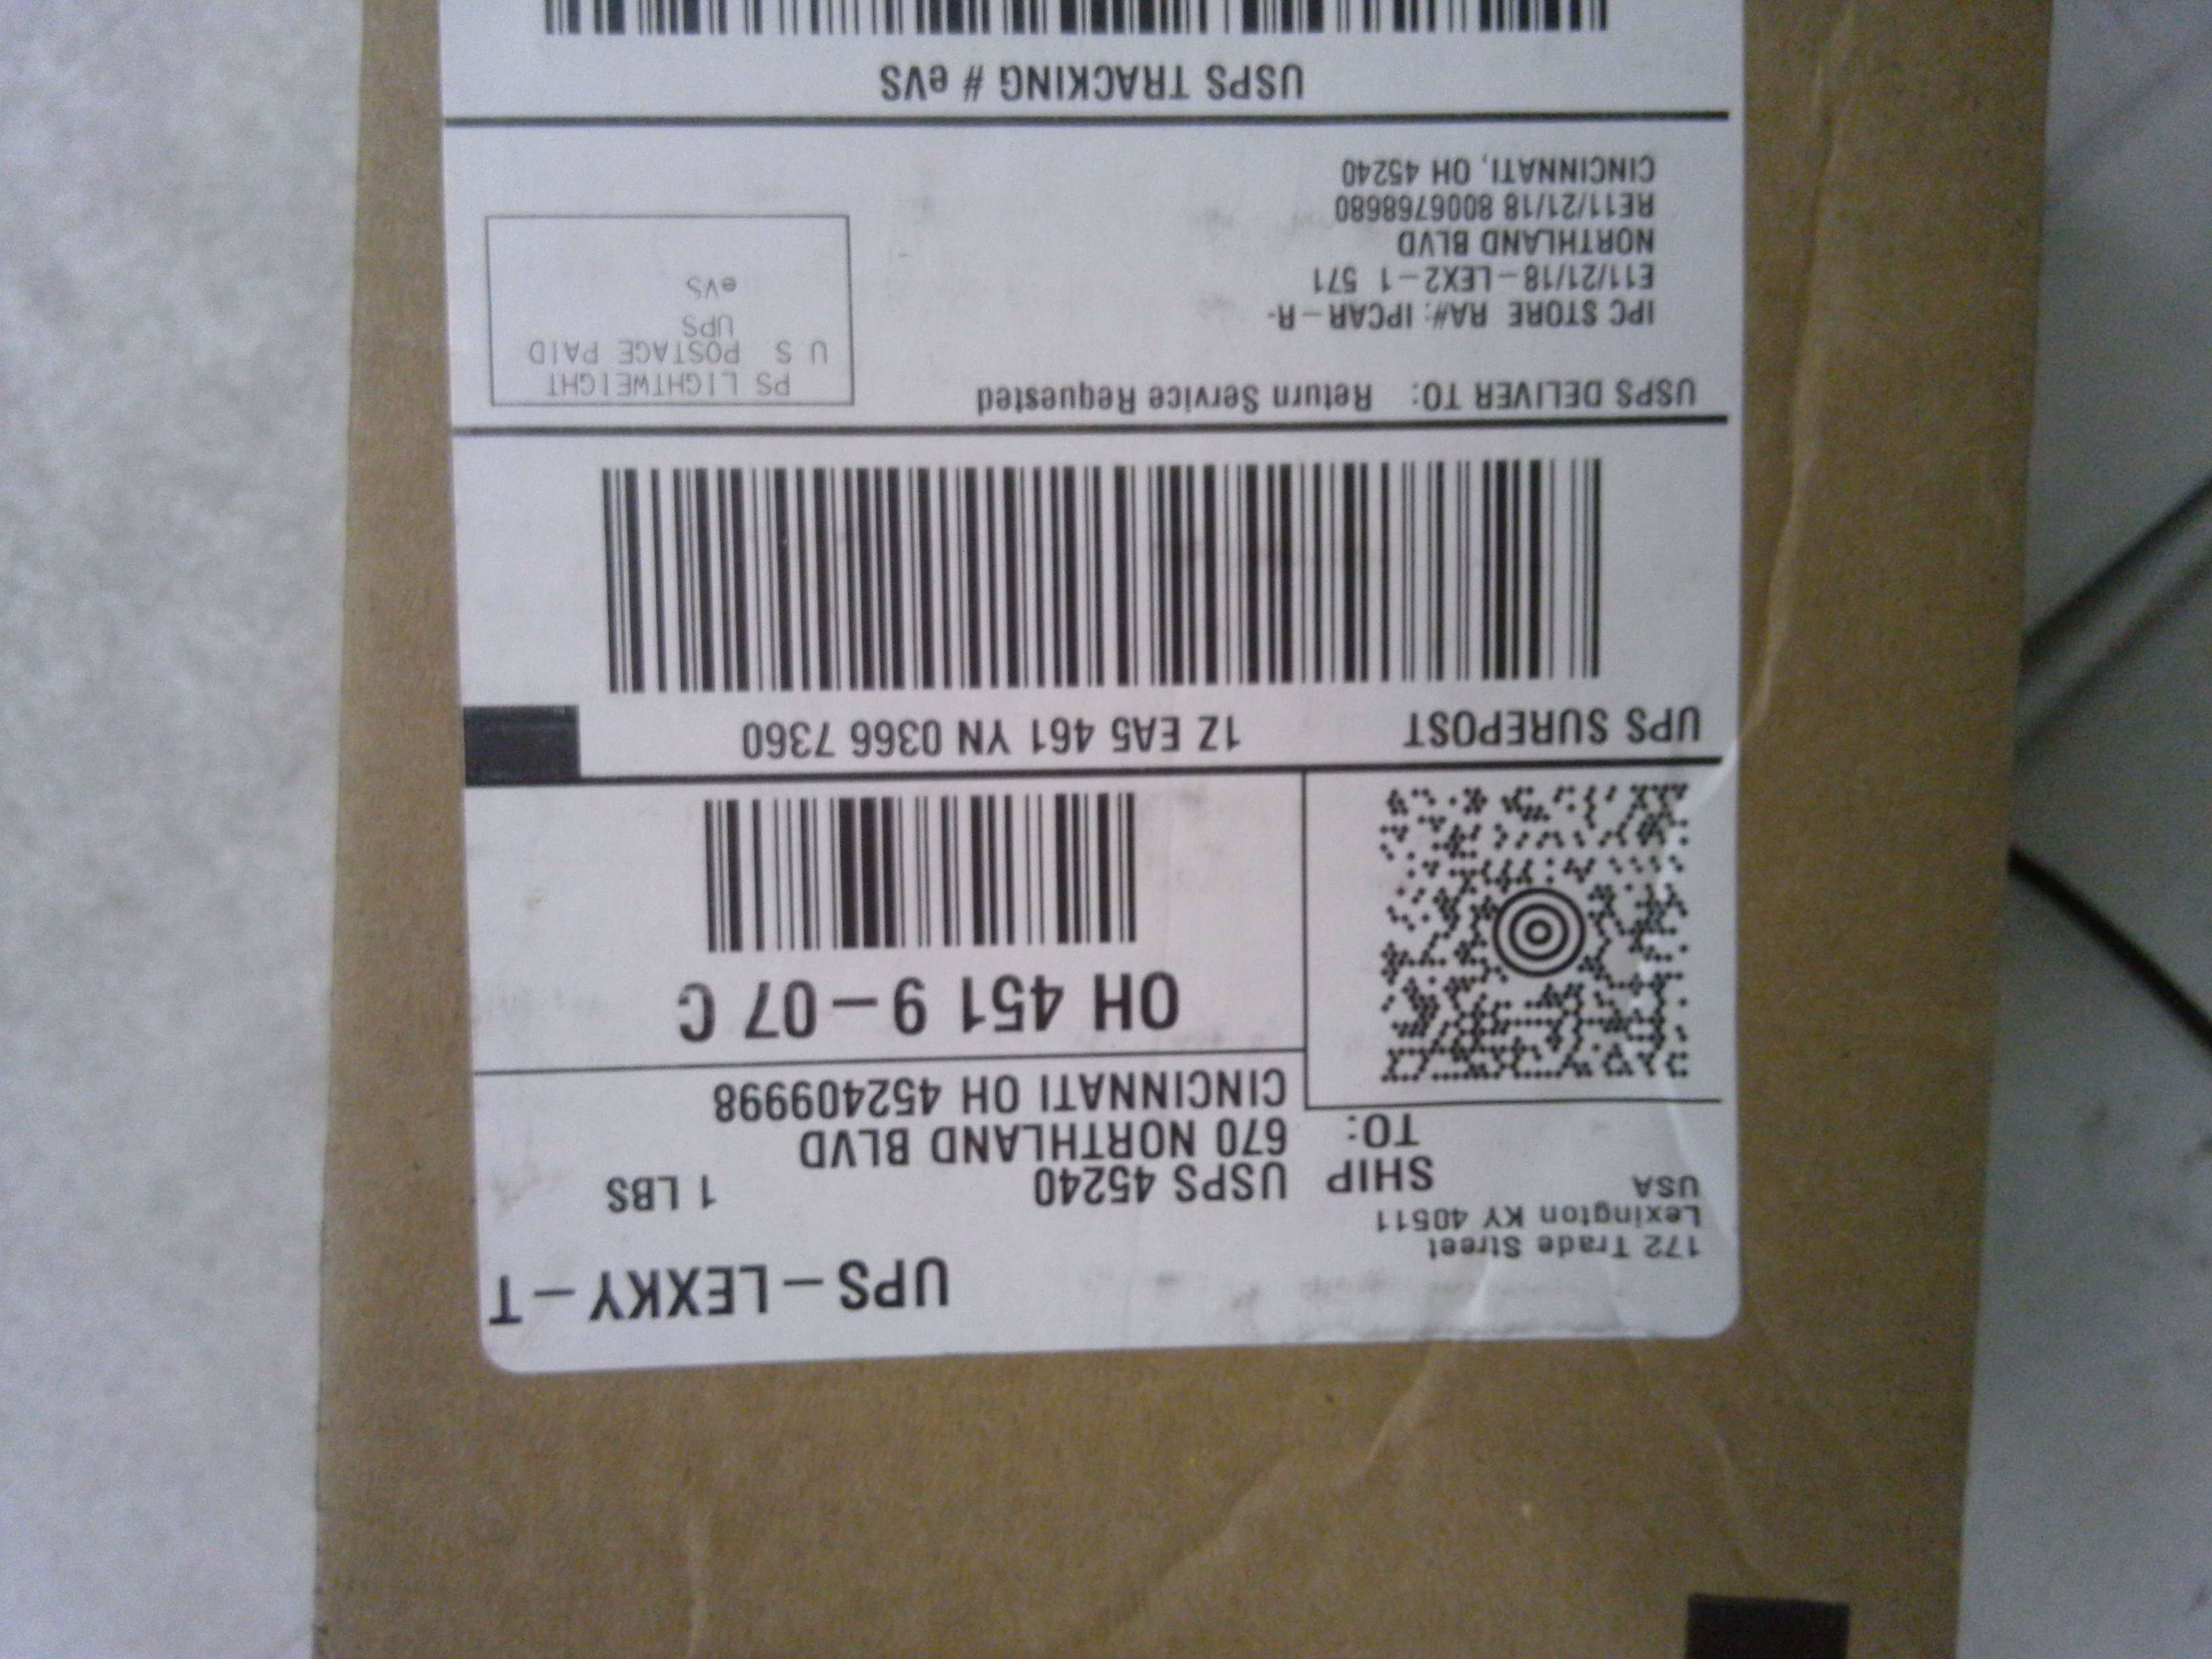 UPS-LEXKY-T
172 Trade Street
Lexington KY 40511
USA
SHIP
TO:
USPS 45240
1 LBS
670 NORTHLAND BLVD
CINCINNATI OH 452409998
OH 451 9-07 C
UPS SUREPOST
1Z EA5 461 YN 0366 7360
USPS DELIVER TO: Return Service Requested
IPC STORE RA#: IPCAR-R-
E11/21/18-LEX2-1 571
NORTHLAND BLVD
RE11/21/18 8006768680
CINCINNATI, OH 45240
PS LIGHTWEIGHT
U S POSTAGE PAID
UPS
eVS
USPS TRACKING # eVS